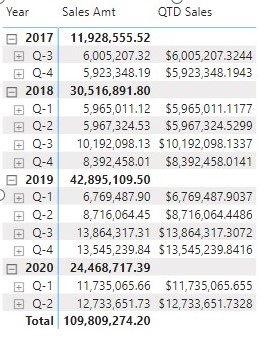 Year Sales Amt QTD Sales
2017 11,928,555.52
Q-3 6,005,207.32 $6,005,207.3244
Q-4 5,923,348.19 $5,923,348.1943
2018 30,516,891.80
Q-1 5,965,011.12 $5,965,011.1177
Q-2 5,967,324.53 $5,967,324.5299
Q-3 10,192,098.13 $10,192,098.1337
Q-4 8,392,458.01 $8,392,458.0141
2019 42,895,109.50
Q-1 6,769,487.90 $6,769,487.9037
Q-2 8,716,064.45 $8,716,064.4486
Q-3 13,864,317.31 $13,864,317.3072
Q-4 13,545,239.84 $13,545,239.8416
2020 24,468,717.39
Q-1 11,735,065.66 $11,735,065.655
Q-2 12,733,651.73 $12,733,651.7328
Total 109,809,274.20